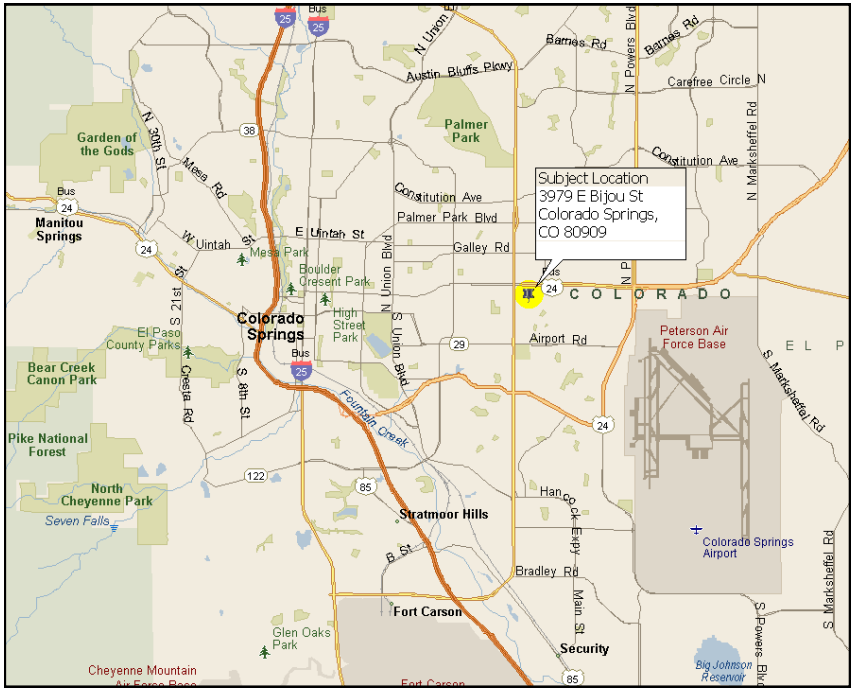 Bus
25
25
Bus
N Union Blvd
Barnes Rd
N Powers Blvd
Barnes Rd
Austin Bluffs Pkwy
Carefree Circle N
N 30th St
38
Palmer
Park
Garden of
the Gods
N Marksheffel Rd
Constitution Ave
Mesa Rd
Subject Location
3979 E Bijou St
Colorado Springs,
CO 80909
Bus
24
Constitution Ave
Palmer Park Blvd
Manitou
Springs
24
W Uintah St
E Uintah St
Galley Rd
N Union Blvd
Mesa Park
Boulder
Cresent Park
Bus
24
N P
COLORADO
S 21st St
High
Street
Park
Colorado
Springs
S Union Blvd
El Paso
County Parks
29
Airport Rd
Peterson Air
Force Base
EL P
Bus
25
Bear Creek
Canon Park
Cresta Rd
S 8th St
S Marksheffel Rd
Fountain Creek
24
Pike National
Forest
122
85
North
Cheyenne Park
Hancock Expy
Seven Falls
Stratmoor Hills
Colorado Springs
Airport
B St
Bradley Rd
S Marksheffel Rd
Main St
Fort Carson
S Powers Blv
Glen Oaks
Park
Security
85
Big Johnson
Reservoir
Cheyenne Mountain
Air Force Base
Fort Carson